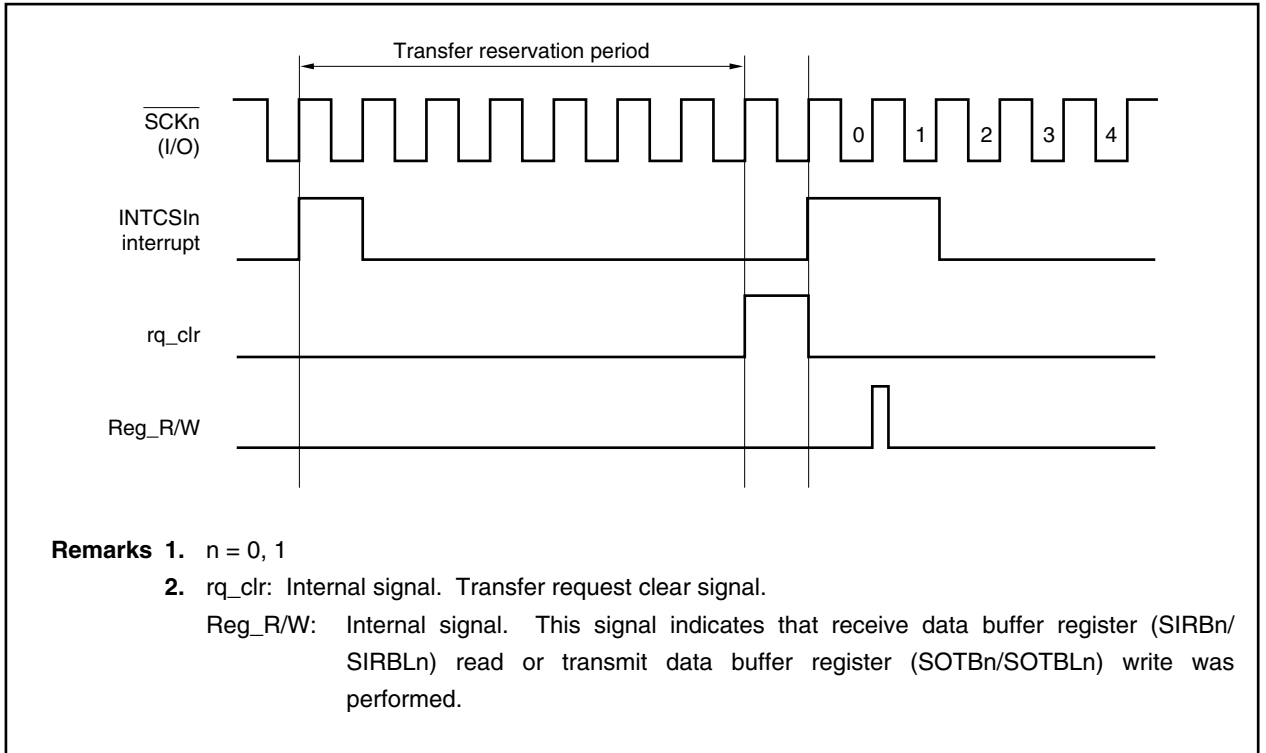 Transfer reservation period
SCKn
(I/O)
0 1 2 3 4
INTCSIn
interrupt
rq_clr
Reg_R/W
Remarks 1. n = 0, 1
2. rq_clr: Internal signal. Transfer request clear signal.
Reg_R/W: Internal signal. This signal indicates that receive data buffer register (SIRBn/
SIRBLn) read or transmit data buffer register (SOTBn/SOTBLn) write was
performed.